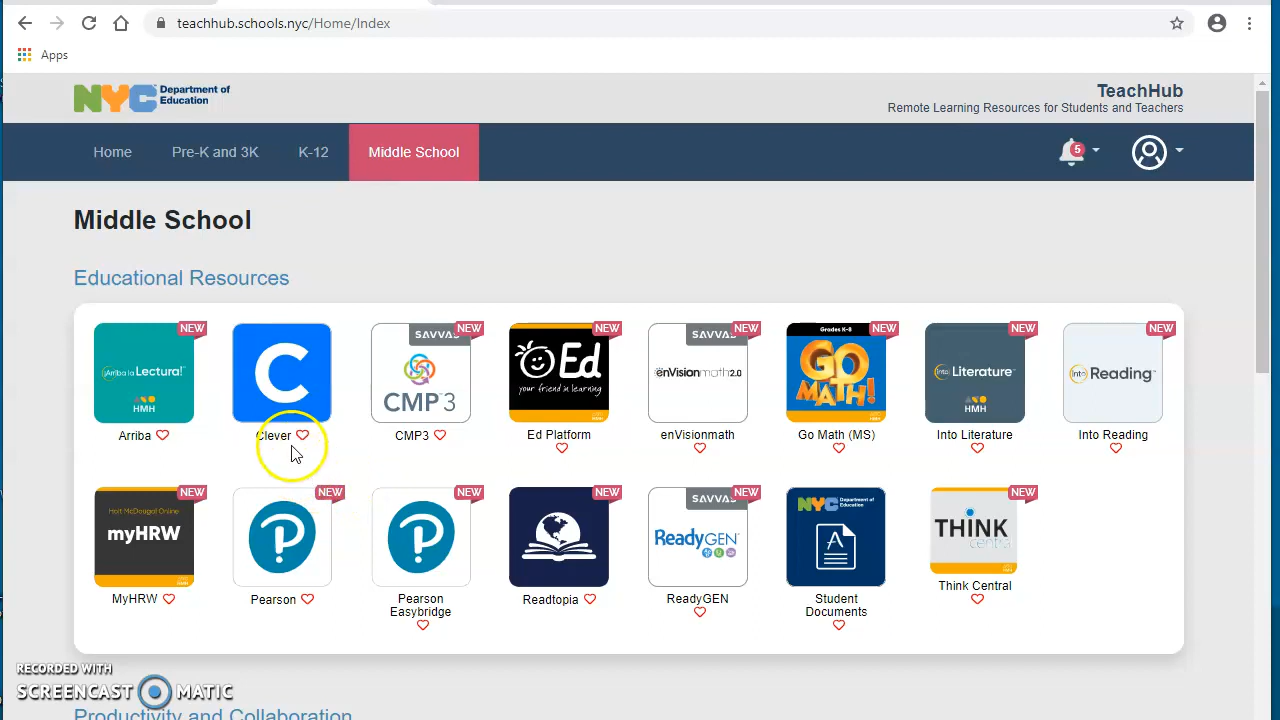 teachhub.schools.nyc/Home/Index
Apps
NYC Department of Education
TeachHub
Remote Learning Resources for Students and Teachers
Home Pre-K and 3K K-12 Middle School 5
Middle School
Educational Resources
NEW NEW NEW NEW NEW NEW NEW
SAVVAS SAVVAS Grades K-8
¡Arriba la Lectura! HMH
C
CMP 3
Ed your friend in learning
enVisionmath2.0
GO MATH!
into Literature HMH
into Reading
Arriba Clever CMP3 Ed Platform enVisionmath Go Math (MS) Into Literature Into Reading
NEW NEW NEW NEW NEW NEW
Holt McDougal Online
myHRW
P
P
SAVVAS
ReadyGEN
NYC Department of Education
A
THINK central
MyHRW Pearson Pearson Easybridge Readtopia ReadyGEN Student Documents Think Central
RECORDED WITH
SCREENCAST MATIC
Productivity and Collaboration